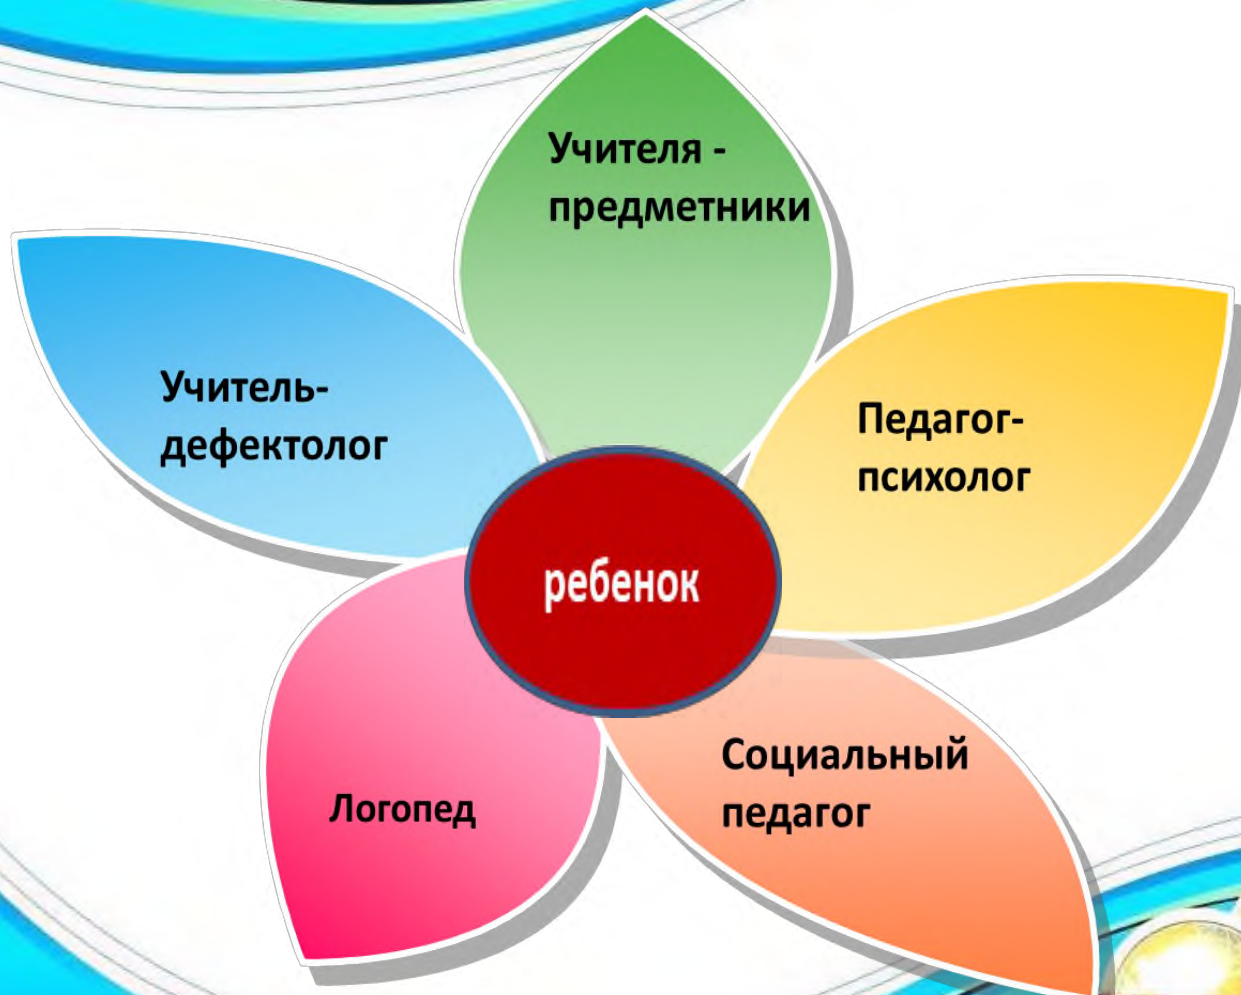 Учителя -
предметники
Учитель-
дефектолог
Педагог-
психолог
ребенок
Социальный
педагог
Логопед